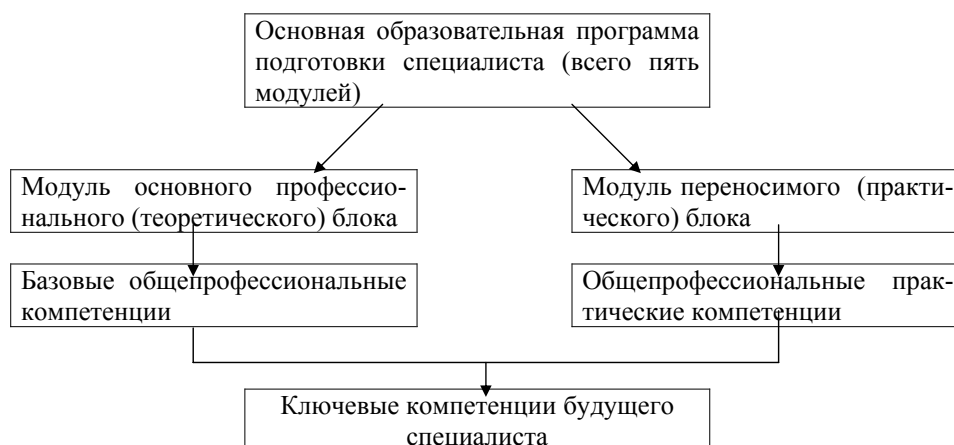 Основная образовательная программа
подготовки специалиста (всего пять
модулей)
Модуль основного профессио-
нального (теоретического) блока
Модуль переносимого (практи-
ческого) блока
Базовые общепрофессиональные
компетенции
Общепрофессиональные прак-
тические компетенции
Ключевые компетенции будущего
специалиста